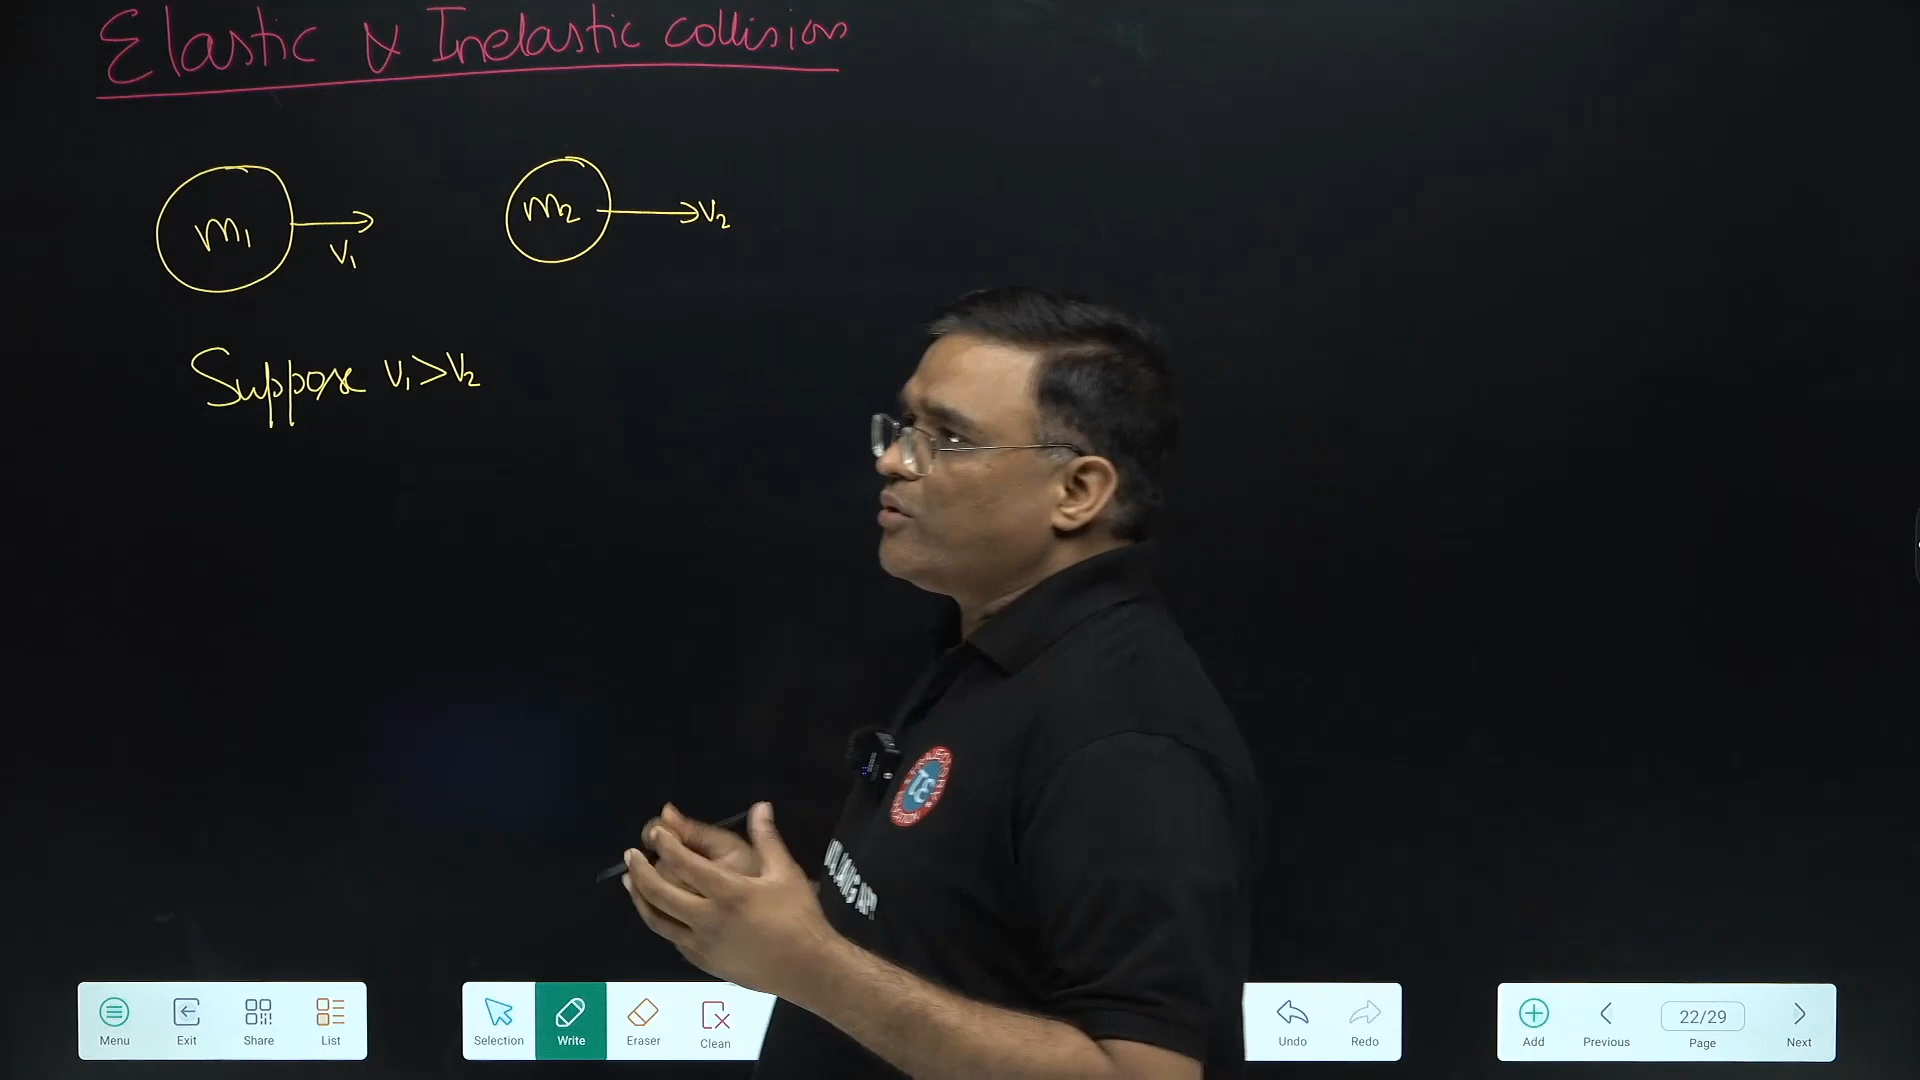 Elastic & Inelastic collision
m₁
v₁
m₂
v₂
Suppose v₁>v₂
Menu
Exit
Share
List
Selection
Write
Eraser
Clean
Undo
Redo
Add
Previous
22/29
Page
Next